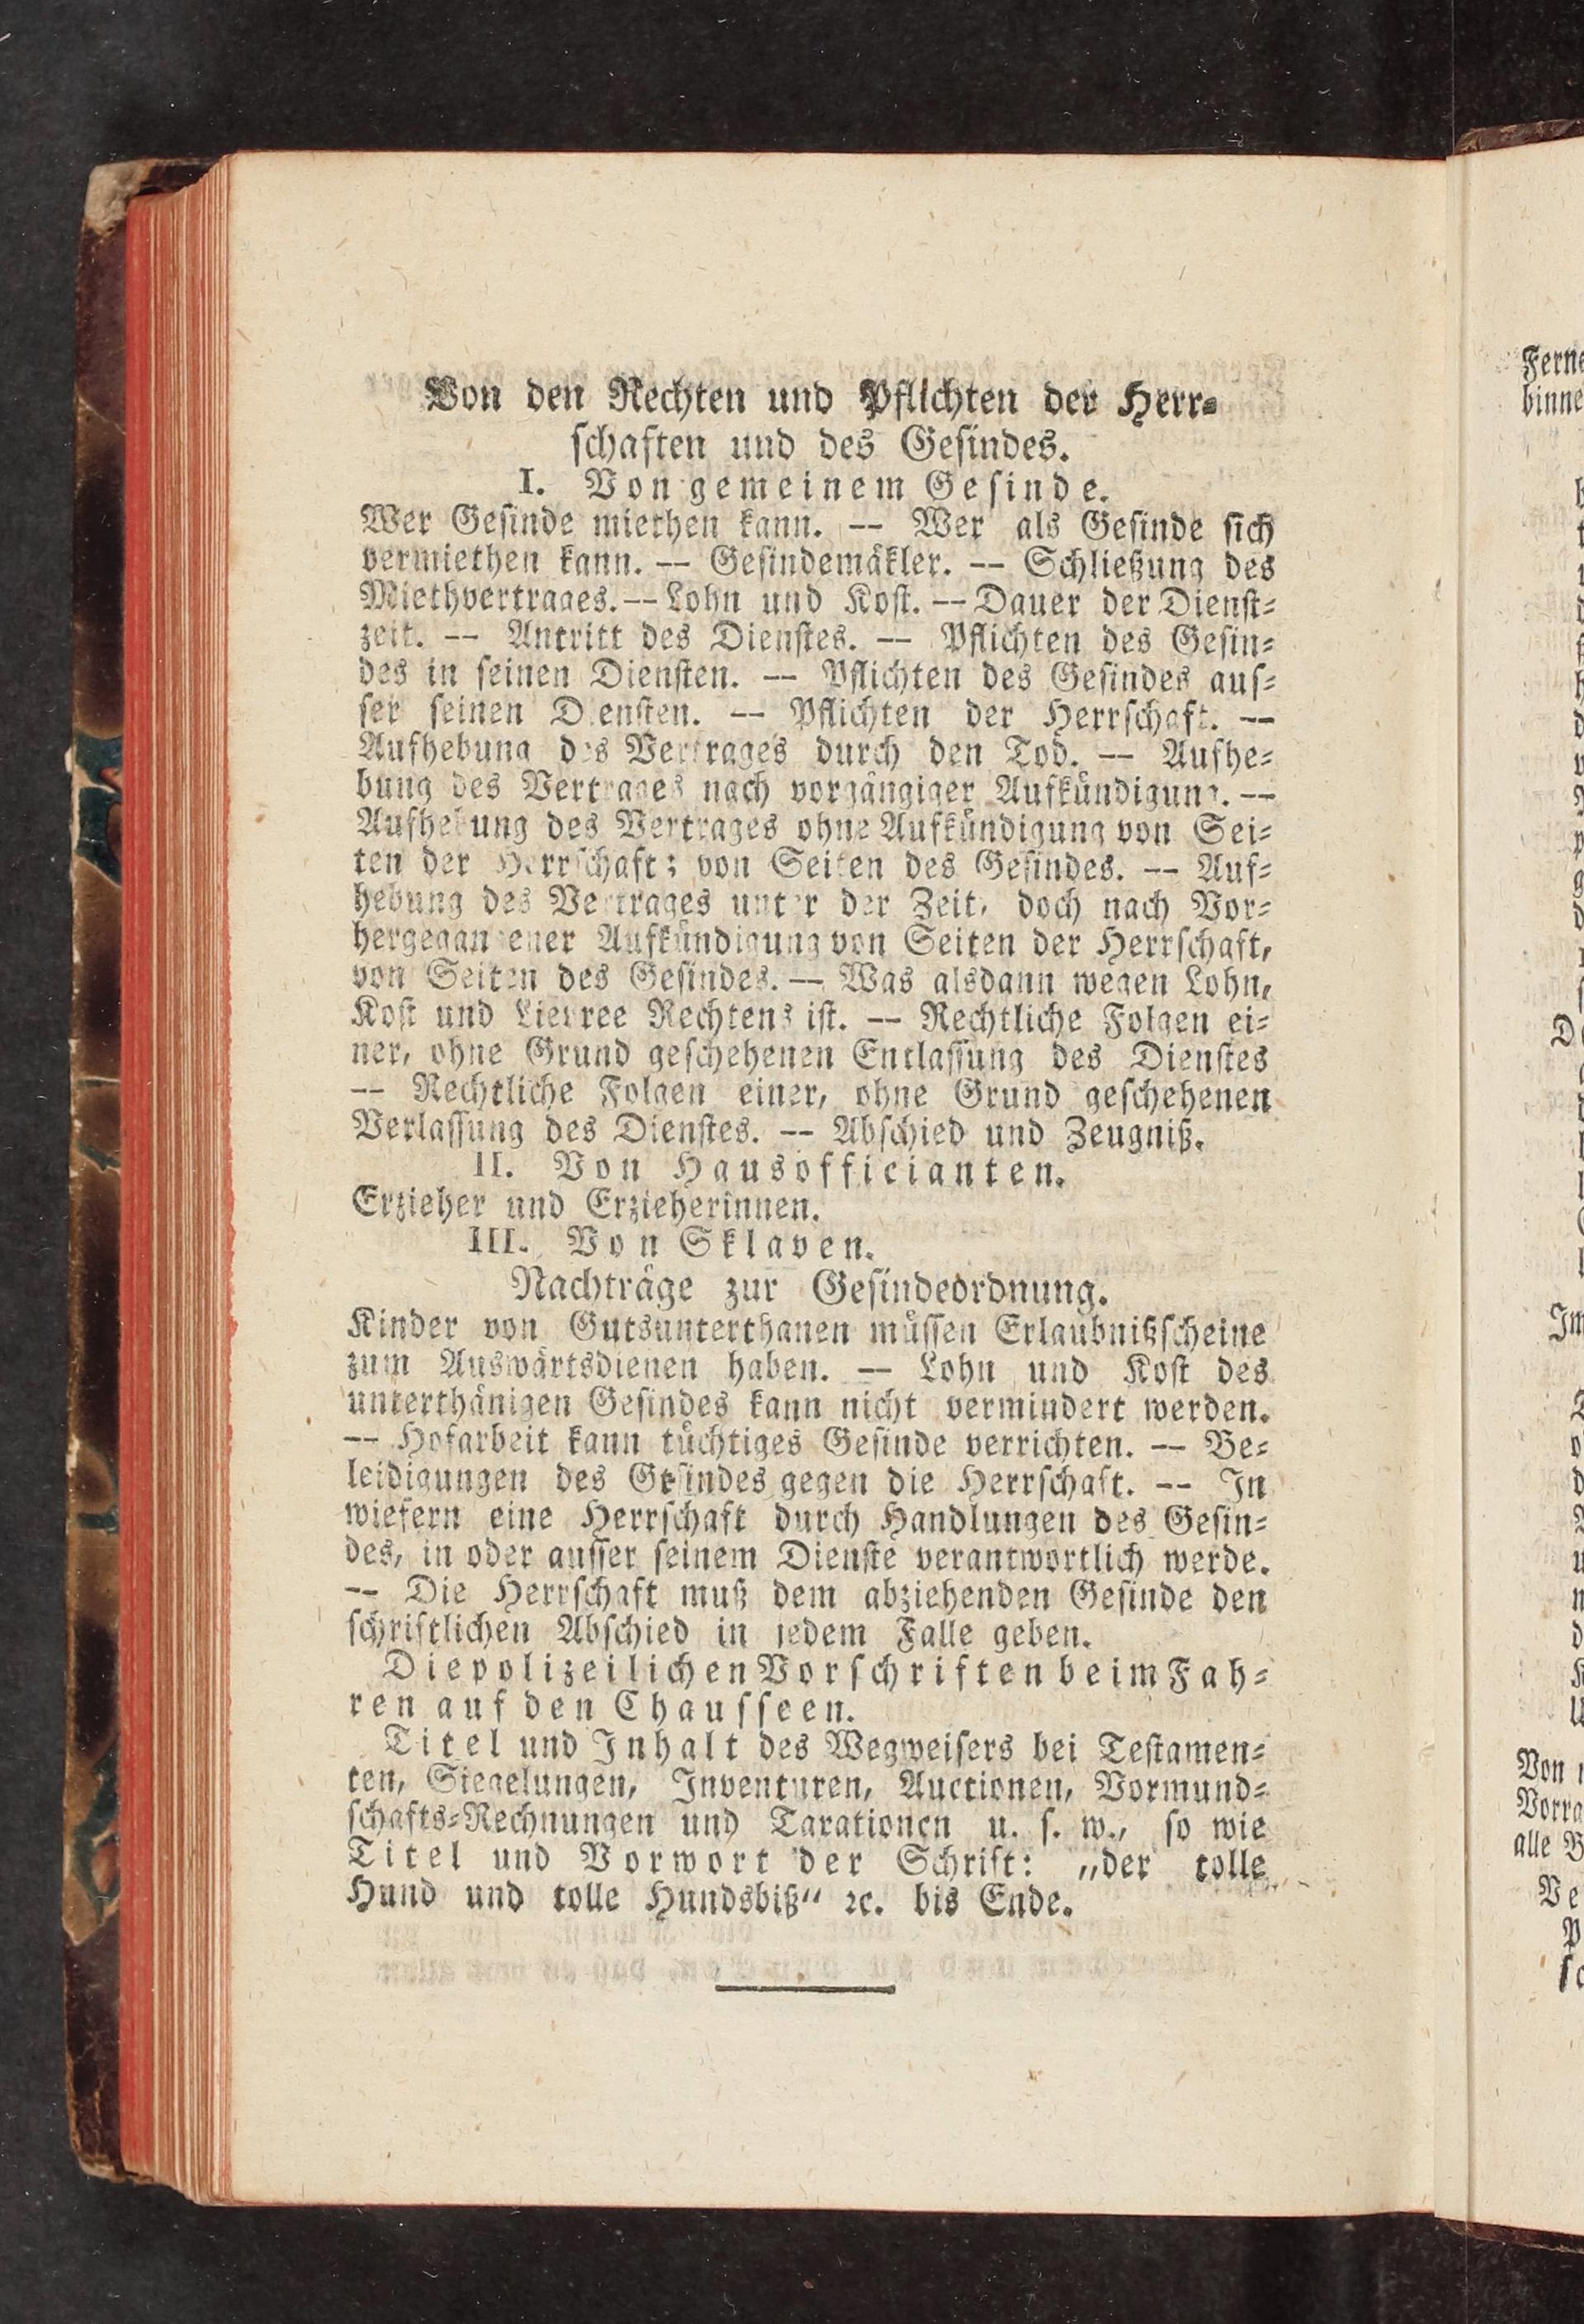 Von den Rechten und Pflichten der Herr-
schaften und des Gesindes.
I. Von gemeinem Gesinde.
Wer Gesinde miethen kann. -- Wer als Gesinde sich
vermiethen kann. -- Gesindemäkler. -- Schließung des
Miethvertrages. -- Lohn und Kost. -- Dauer der Dienst-
zeit. -- Antritt des Dienstes. -- Pflichten des Gesin-
des in seinen Diensten. -- Pflichten des Gesindes aus-
ser seinen Diensten. -- Pflichten der Herrschaft. --
Aufhebung des Vertrages durch den Tod. -- Aufhe-
bung des Vertrages nach vorgängiger Aufkündigung. --
Aufhebung des Vertrages ohne Aufkündigung von Sei-
ten der Herrschaft; von Seiten des Gesindes. -- Auf-
hebung des Vertrages unter der Zeit, doch nach Vor-
hergegangener Aufkündigung von Seiten der Herrschaft,
von Seiten des Gesindes. -- Was alsdann wegen Lohn,
Kost und Lievree Rechtens ist. -- Rechtliche Folgen ei-
ner, ohne Grund geschehenen Entlassung des Dienstes
-- Rechtliche Folgen einer, ohne Grund geschehenen
Verlassung des Dienstes. -- Abschied und Zeugniß.
II. Von Hausofficianten.
Erzieher und Erzieherinnen.
III. Von Sklaven.
Nachträge zur Gesindeordnung.
Kinder von Gutsunterthanen müssen Erlaubnißscheine
zum Auswärtsdienen haben. -- Lohn und Kost des
unterthänigen Gesindes kann nicht vermindert werden.
-- Hofarbeit kann tüchtiges Gesinde verrichten. -- Be-
leidigungen des Gesindes gegen die Herrschaft. -- In
wiefern eine Herrschaft durch Handlungen des Gesin-
des, in oder ausser seinem Dienste verantwortlich werde.
-- Die Herrschaft muß dem abziehenden Gesinde den
schriftlichen Abschied in jedem Falle geben.
Die polizeilichen Vorschriften beim Fah-
ren auf den Chausseen.
Titel und Inhalt des Wegweisers bei Testamen-
ten, Siegelungen, Inventuren, Auctionen, Vormund-
schafts-Rechnungen und Taxationen u. s. w., so wie
Titel und Vorwort der Schrift: „der tolle
Hund und tolle Hundsbiß“ ꝛc. bis Ende.
binne
Von
alle